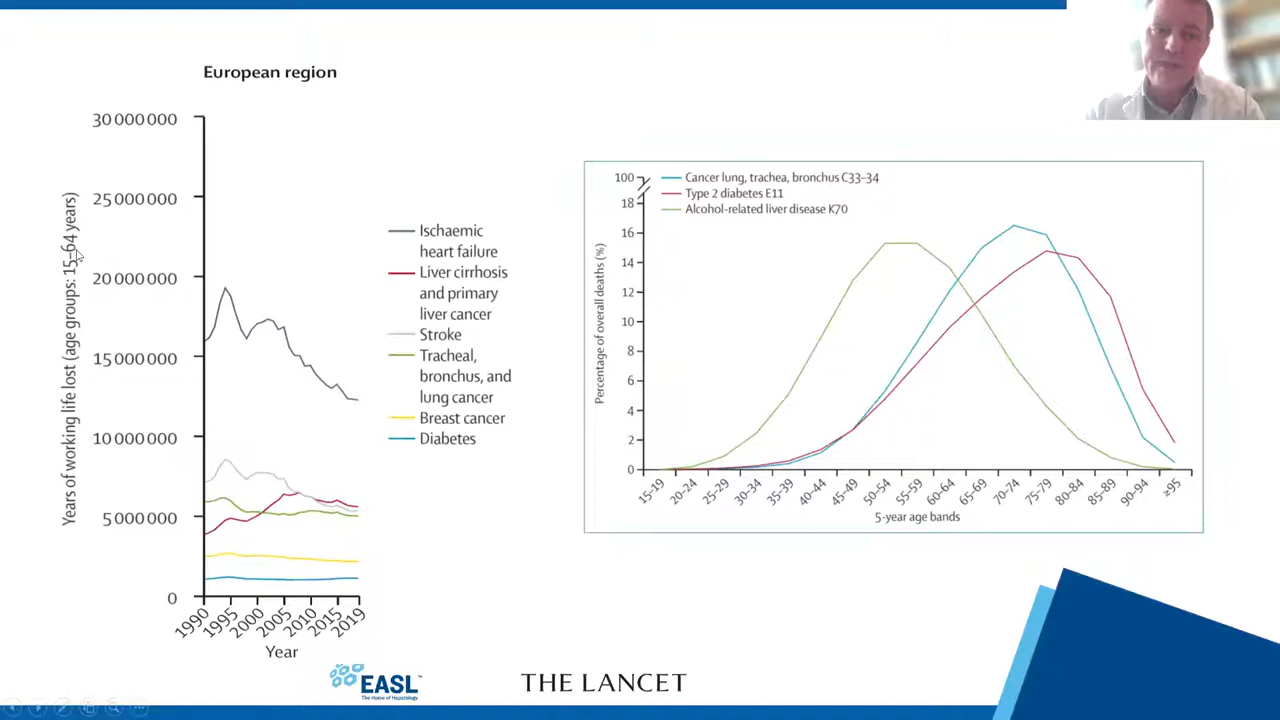 European region
30 000 000
25 000 000
20 000 000
15 000 000
10 000 000
5 000 000
0
Years of working life lost (age groups: 15–64 years)
1990
1995
2000
2005
2010
2015
2019
Year
Ischaemic
heart failure
Liver cirrhosis
and primary
liver cancer
Stroke
Tracheal,
bronchus, and
lung cancer
Breast cancer
Diabetes
Cancer lung, trachea, bronchus C33–34
Type 2 diabetes E11
Alcohol-related liver disease K70
100
18
16
14
12
10
8
6
4
2
0
Percentage of overall deaths (%)
15-19
20-24
25-29
30-34
35-39
40-44
45-49
50-54
55-59
60-64
65-69
70-74
75-79
80-84
85-89
90-94
≥95
5-year age bands
EASL™
The Home of Hepatology
THE LANCET